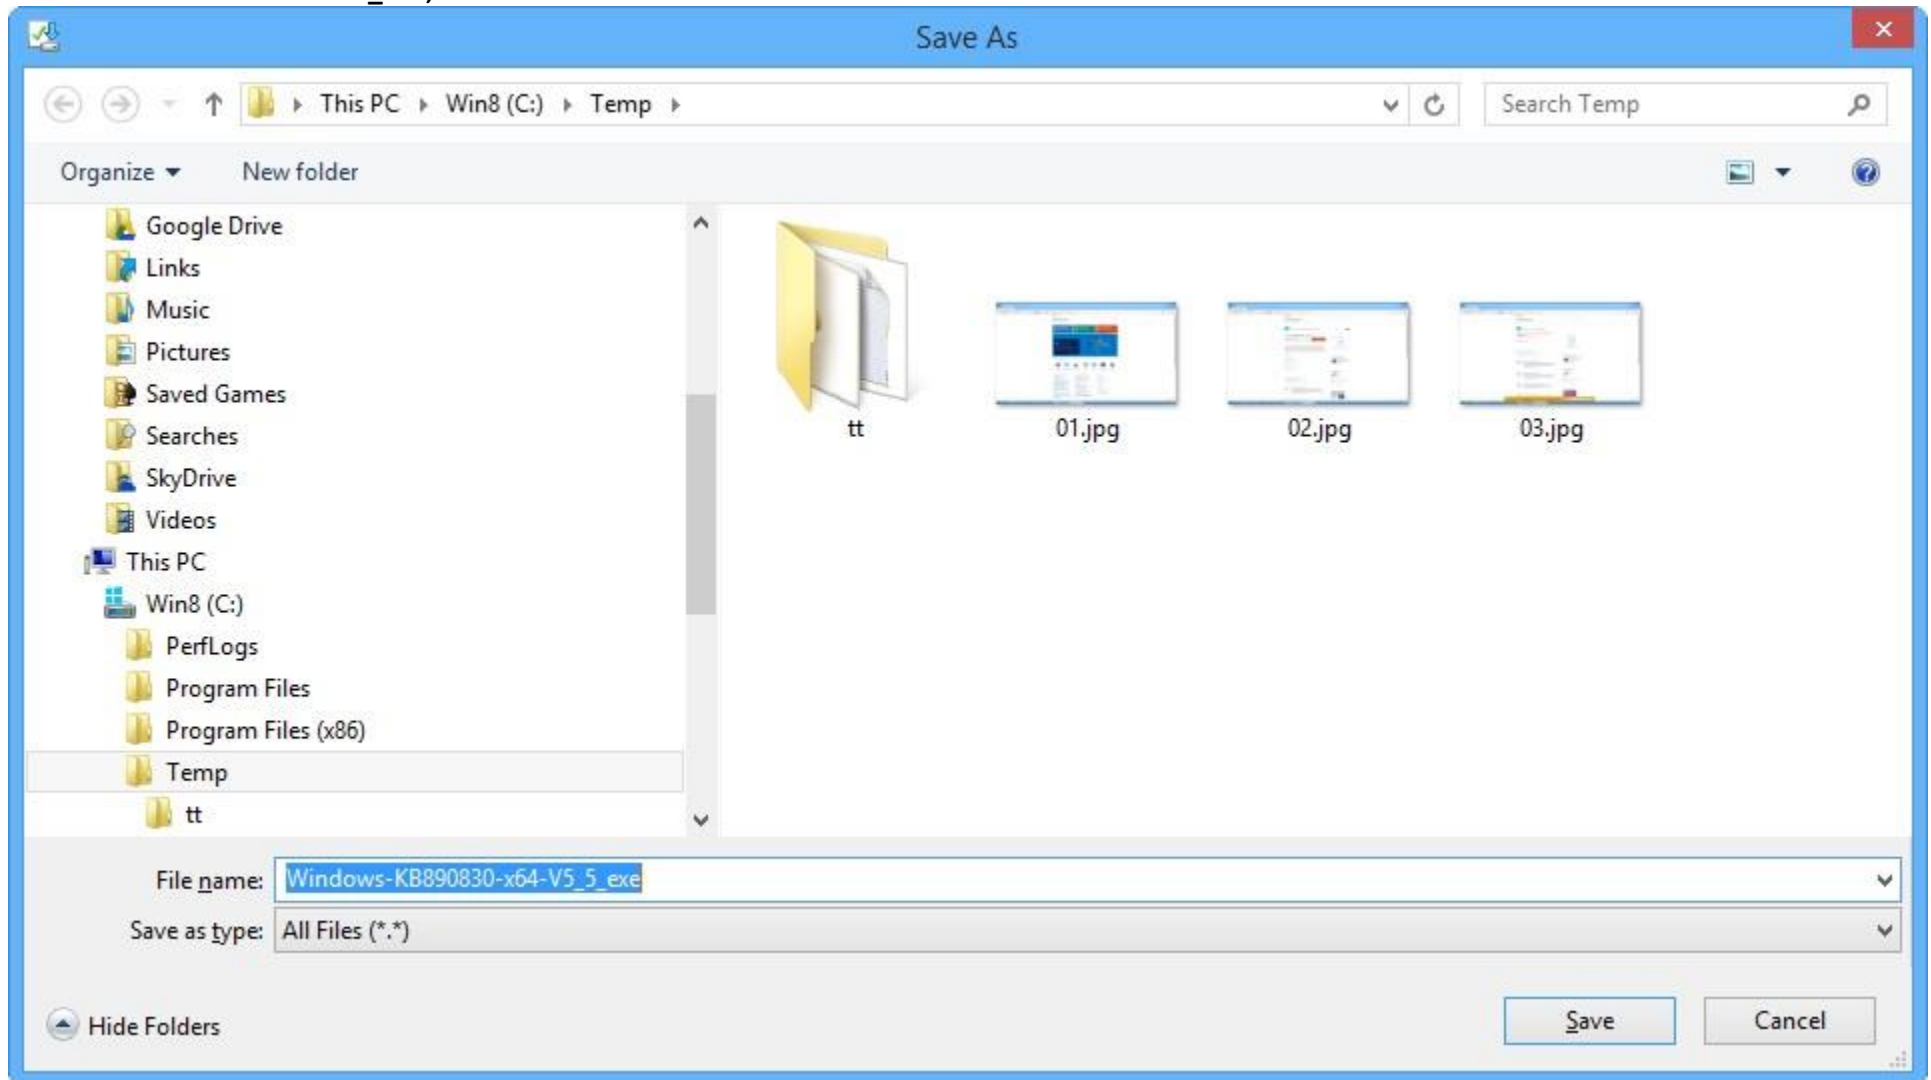 Save As
This PC Win8 (C:) Temp
Search Temp
Organize
New folder
Google Drive
Links
Music
Pictures
Saved Games
Searches
SkyDrive
Videos
This PC
Win8 (C:)
PerfLogs
Program Files
Program Files (x86)
Temp
tt
tt
01.jpg
02.jpg
03.jpg
File name: Windows-KB890830-x64-V5_5_exe
Save as type: All Files (*.*)
Hide Folders
Save
Cancel